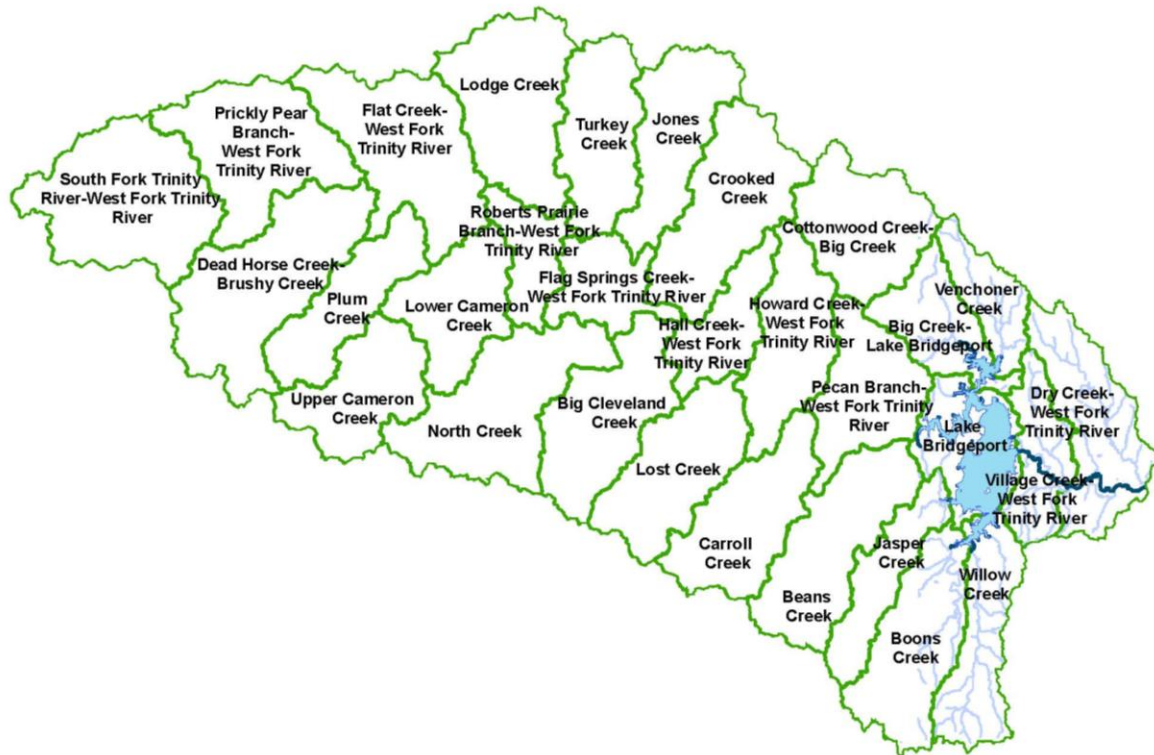 Lodge Creek
Prickly Pear
Branch-
West Fork
Trinity River
Flat Creek-
West Fork
Trinity River
Turkey
Creek
Jones
Creek
South Fork Trinity
River-West Fork Trinity
River
Crooked
Creek
Roberts Prairie
Branch-West Fork
Trinity River
Cottonwood Creek-
Big Creek
Dead Horse Creek-
Brushy Creek
Plum
Creek
Lower Cameron
Creek
Flag Springs Creek-
West Fork Trinity River
Hall Creek-
West Fork
Trinity River
Howard Creek-
West Fork
Trinity River
Venchoner
Creek
Big Creek-
Lake Bridgeport
Upper Cameron
Creek
North Creek
Big Cleveland
Creek
Pecan Branch-
West Fork Trinity
River
Dry Creek-
West Fork
Trinity River
Lake
Bridgeport
Lost Creek
Village Creek-
West Fork
Trinity River
Carroll
Creek
Jasper
Creek
Willow
Creek
Beans
Creek
Boons
Creek